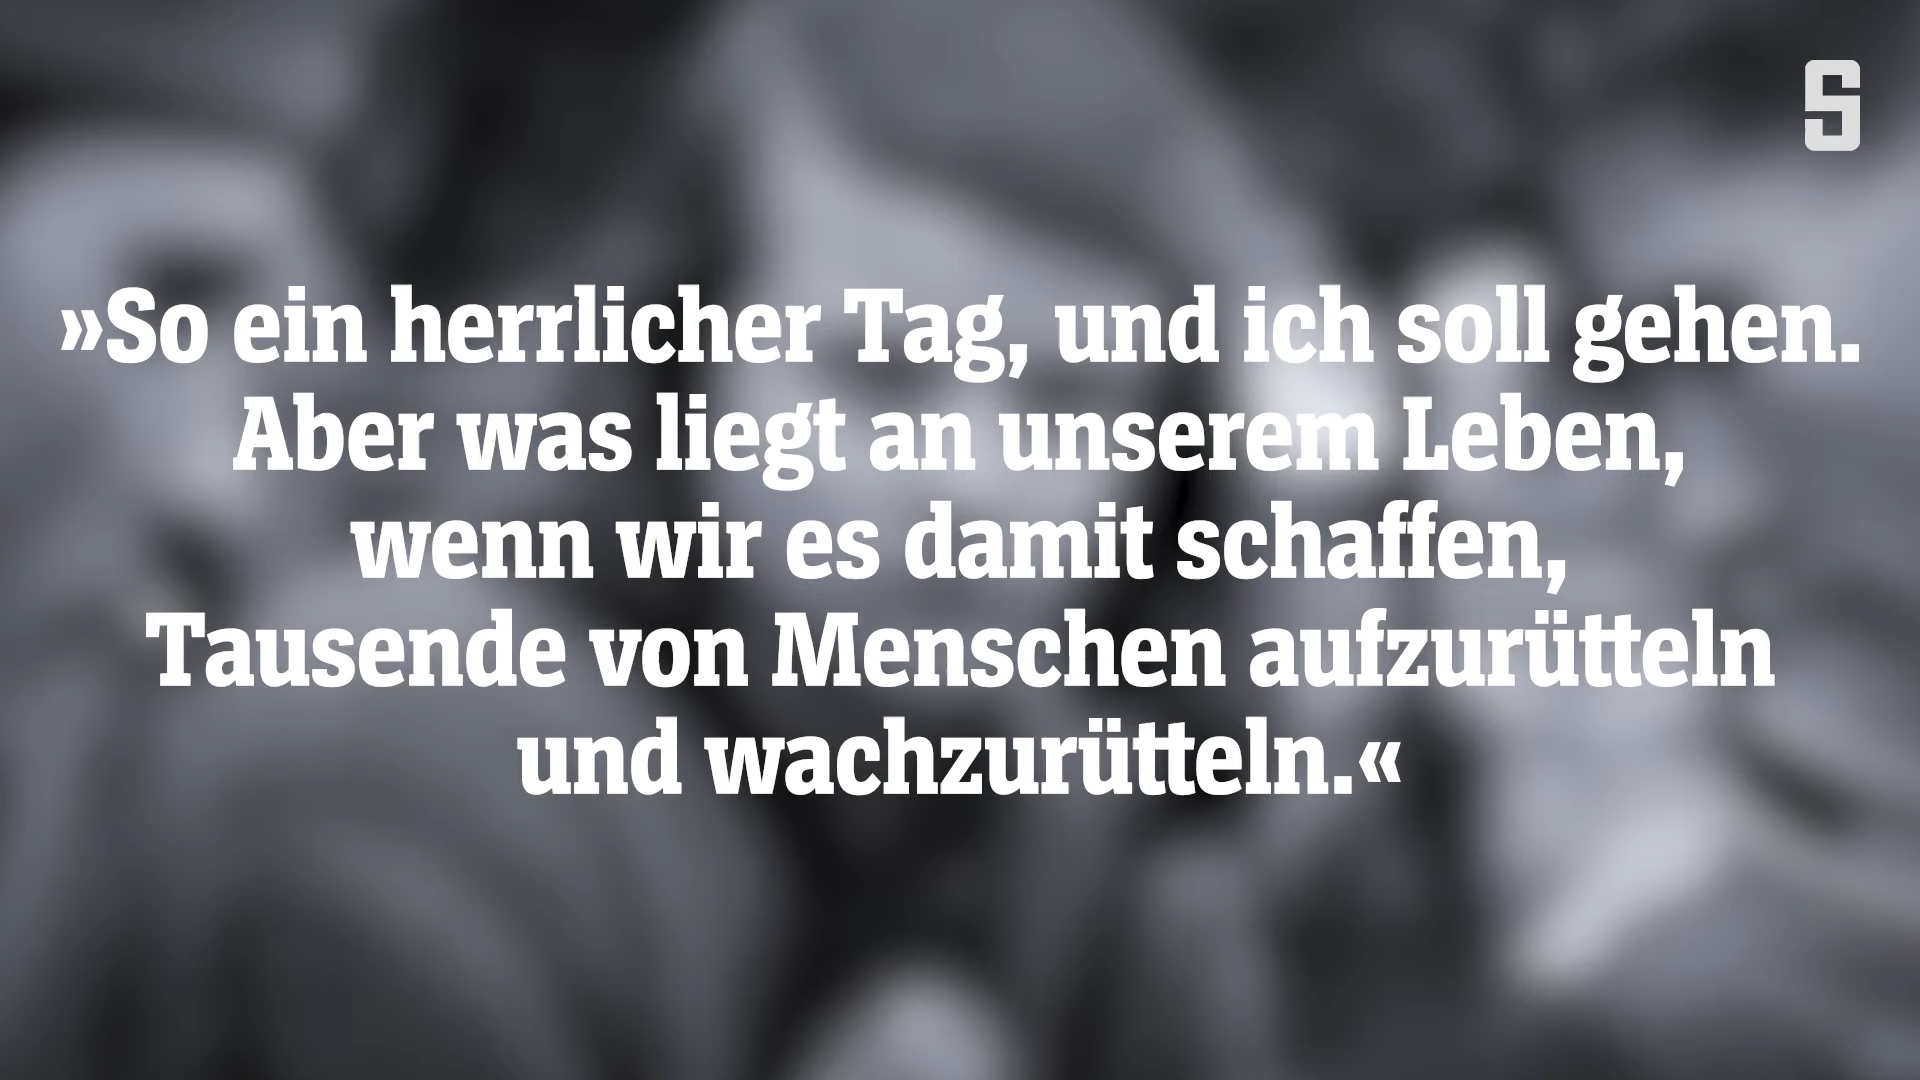 S
»So ein herrlicher Tag, und ich soll gehen.
Aber was liegt an unserem Leben,
wenn wir es damit schaffen,
Tausende von Menschen aufzurütteln
und wachzurütteln.«